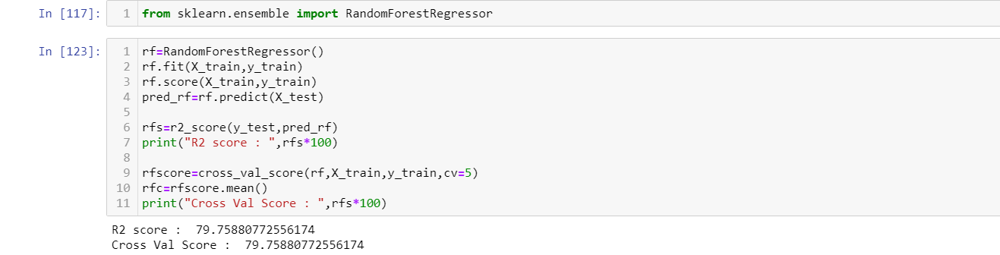 In [117]: 1 from sklearn.ensemble import RandomForestRegressor
In [123]: 1 rf=RandomForestRegressor()
2 rf.fit(X_train,y_train)
3 rf.score(X_train,y_train)
4 pred_rf=rf.predict(X_test)
5
6 rfs=r2_score(y_test,pred_rf)
7 print("R2 score : ",rfs*100)
8
9 rfscore=cross_val_score(rf,X_train,y_train,cv=5)
10 rfc=rfscore.mean()
11 print("Cross Val Score : ",rfs*100)
R2 score :  79.75880772556174
Cross Val Score :  79.75880772556174